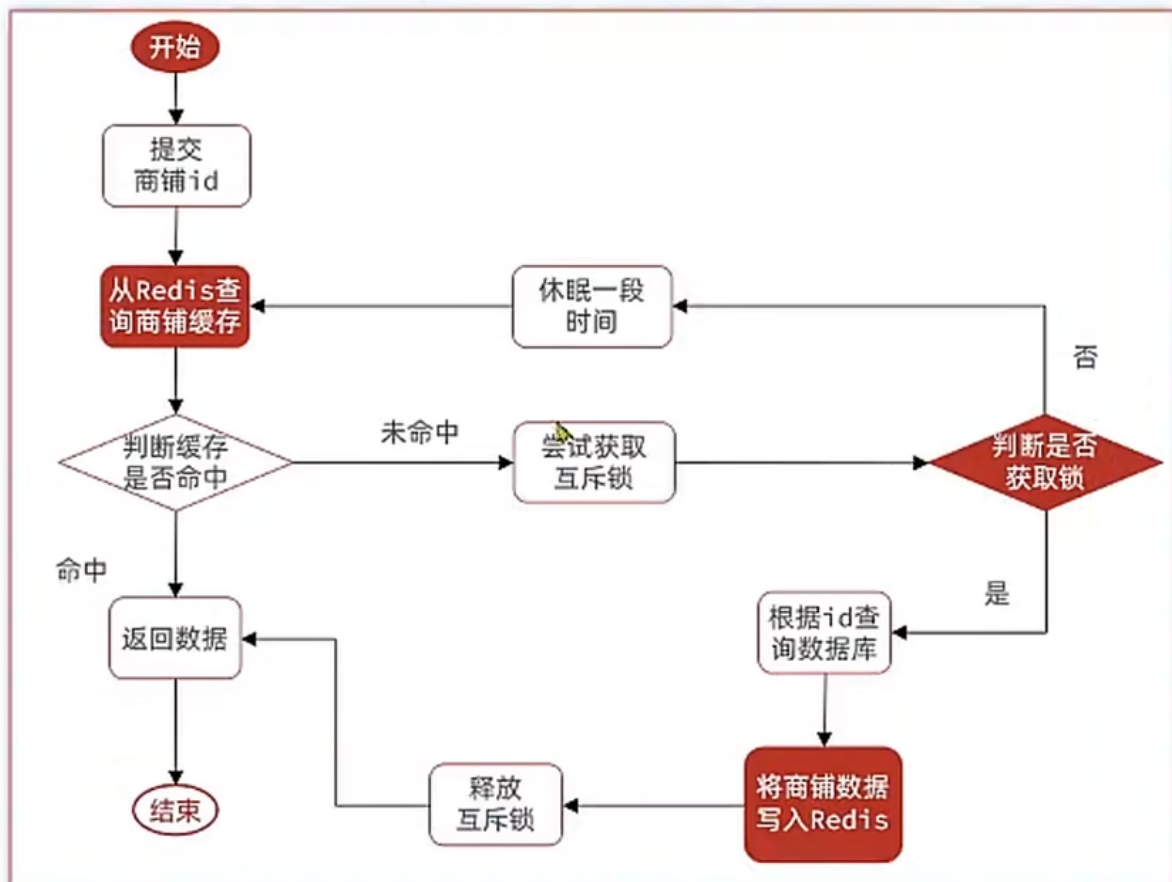 开始
提交
商铺id
从Redis查
询商铺缓存
休眠一段
时间
否
判断缓存
是否命中
未命中
尝试获取
互斥锁
判断是否
获取锁
命中
是
返回数据
根据id查
询数据库
结束
释放
互斥锁
将商铺数据
写入Redis